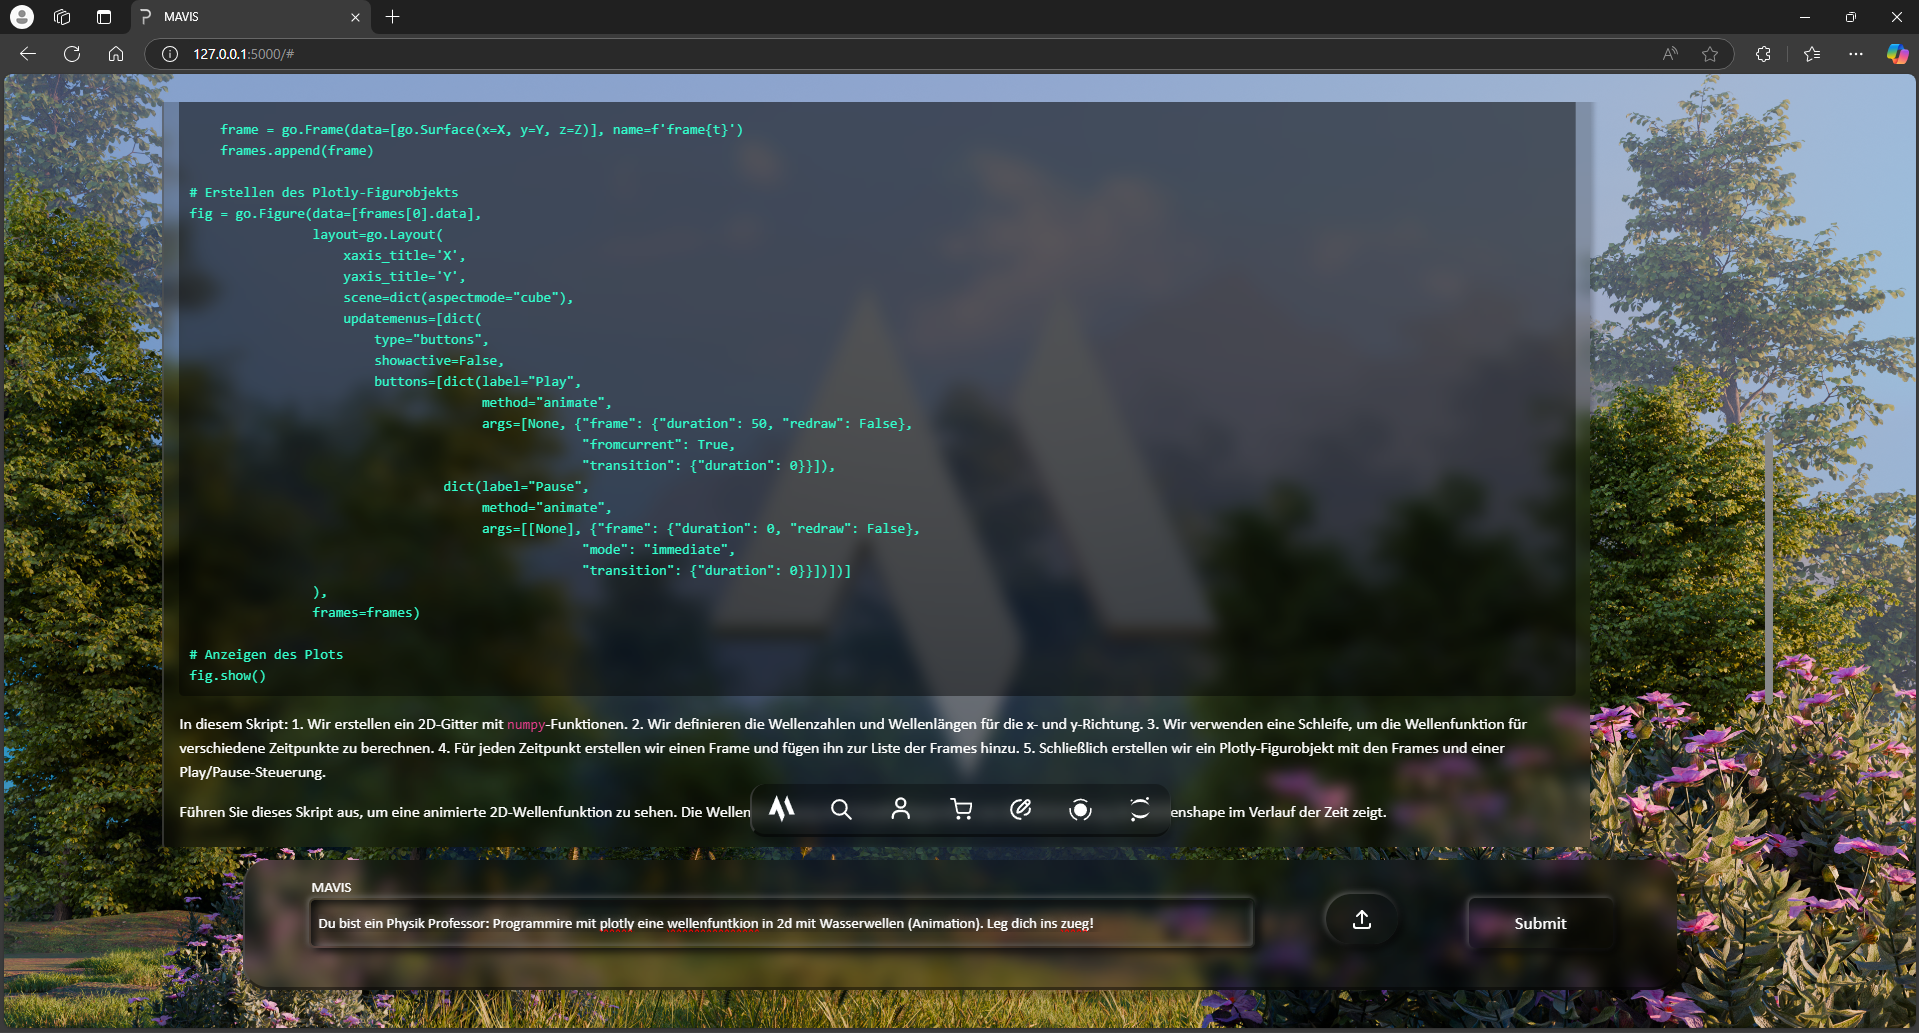 MAVIS
127.0.0.1:5000/#
frame = go.Frame(data=[go.Surface(x=X, y=Y, z=Z)], name=f'frame{t}')
frames.append(frame)
# Erstellen des Plotly-Figurobjekts
fig = go.Figure(data=[frames[0].data],
layout=go.Layout(
xaxis_title='X',
yaxis_title='Y',
scene=dict(aspectmode="cube"),
updatemenus=[dict(
type="buttons",
showactive=False,
buttons=[dict(label="Play",
method="animate",
args=[None, {"frame": {"duration": 50, "redraw": False},
"fromcurrent": True,
"transition": {"duration": 0}}]),
dict(label="Pause",
method="animate",
args=[[None], {"frame": {"duration": 0, "redraw": False},
"mode": "immediate",
"transition": {"duration": 0}}])])]
),
frames=frames)
# Anzeigen des Plots
fig.show()
In diesem Skript: 1. Wir erstellen ein 2D-Gitter mit numpy-Funktionen. 2. Wir definieren die Wellenzahlen und Wellenlängen für die x- und y-Richtung. 3. Wir verwenden eine Schleife, um die Wellenfunktion für
verschiedene Zeitpunkte zu berechnen. 4. Für jeden Zeitpunkt erstellen wir einen Frame und fügen ihn zur Liste der Frames hinzu. 5. Schließlich erstellen wir ein Plotly-Figurobjekt mit den Frames und einer
Play/Pause-Steuerung.
Führen Sie dieses Skript aus, um eine animierte 2D-Wellenfunktion zu sehen. Die Wellen enshape im Verlauf der Zeit zeigt.
MAVIS
Du bist ein Physik Professor: Programmire mit plotly eine wellenfuntkion in 2d mit Wasserwellen (Animation). Leg dich ins zueg!
Submit